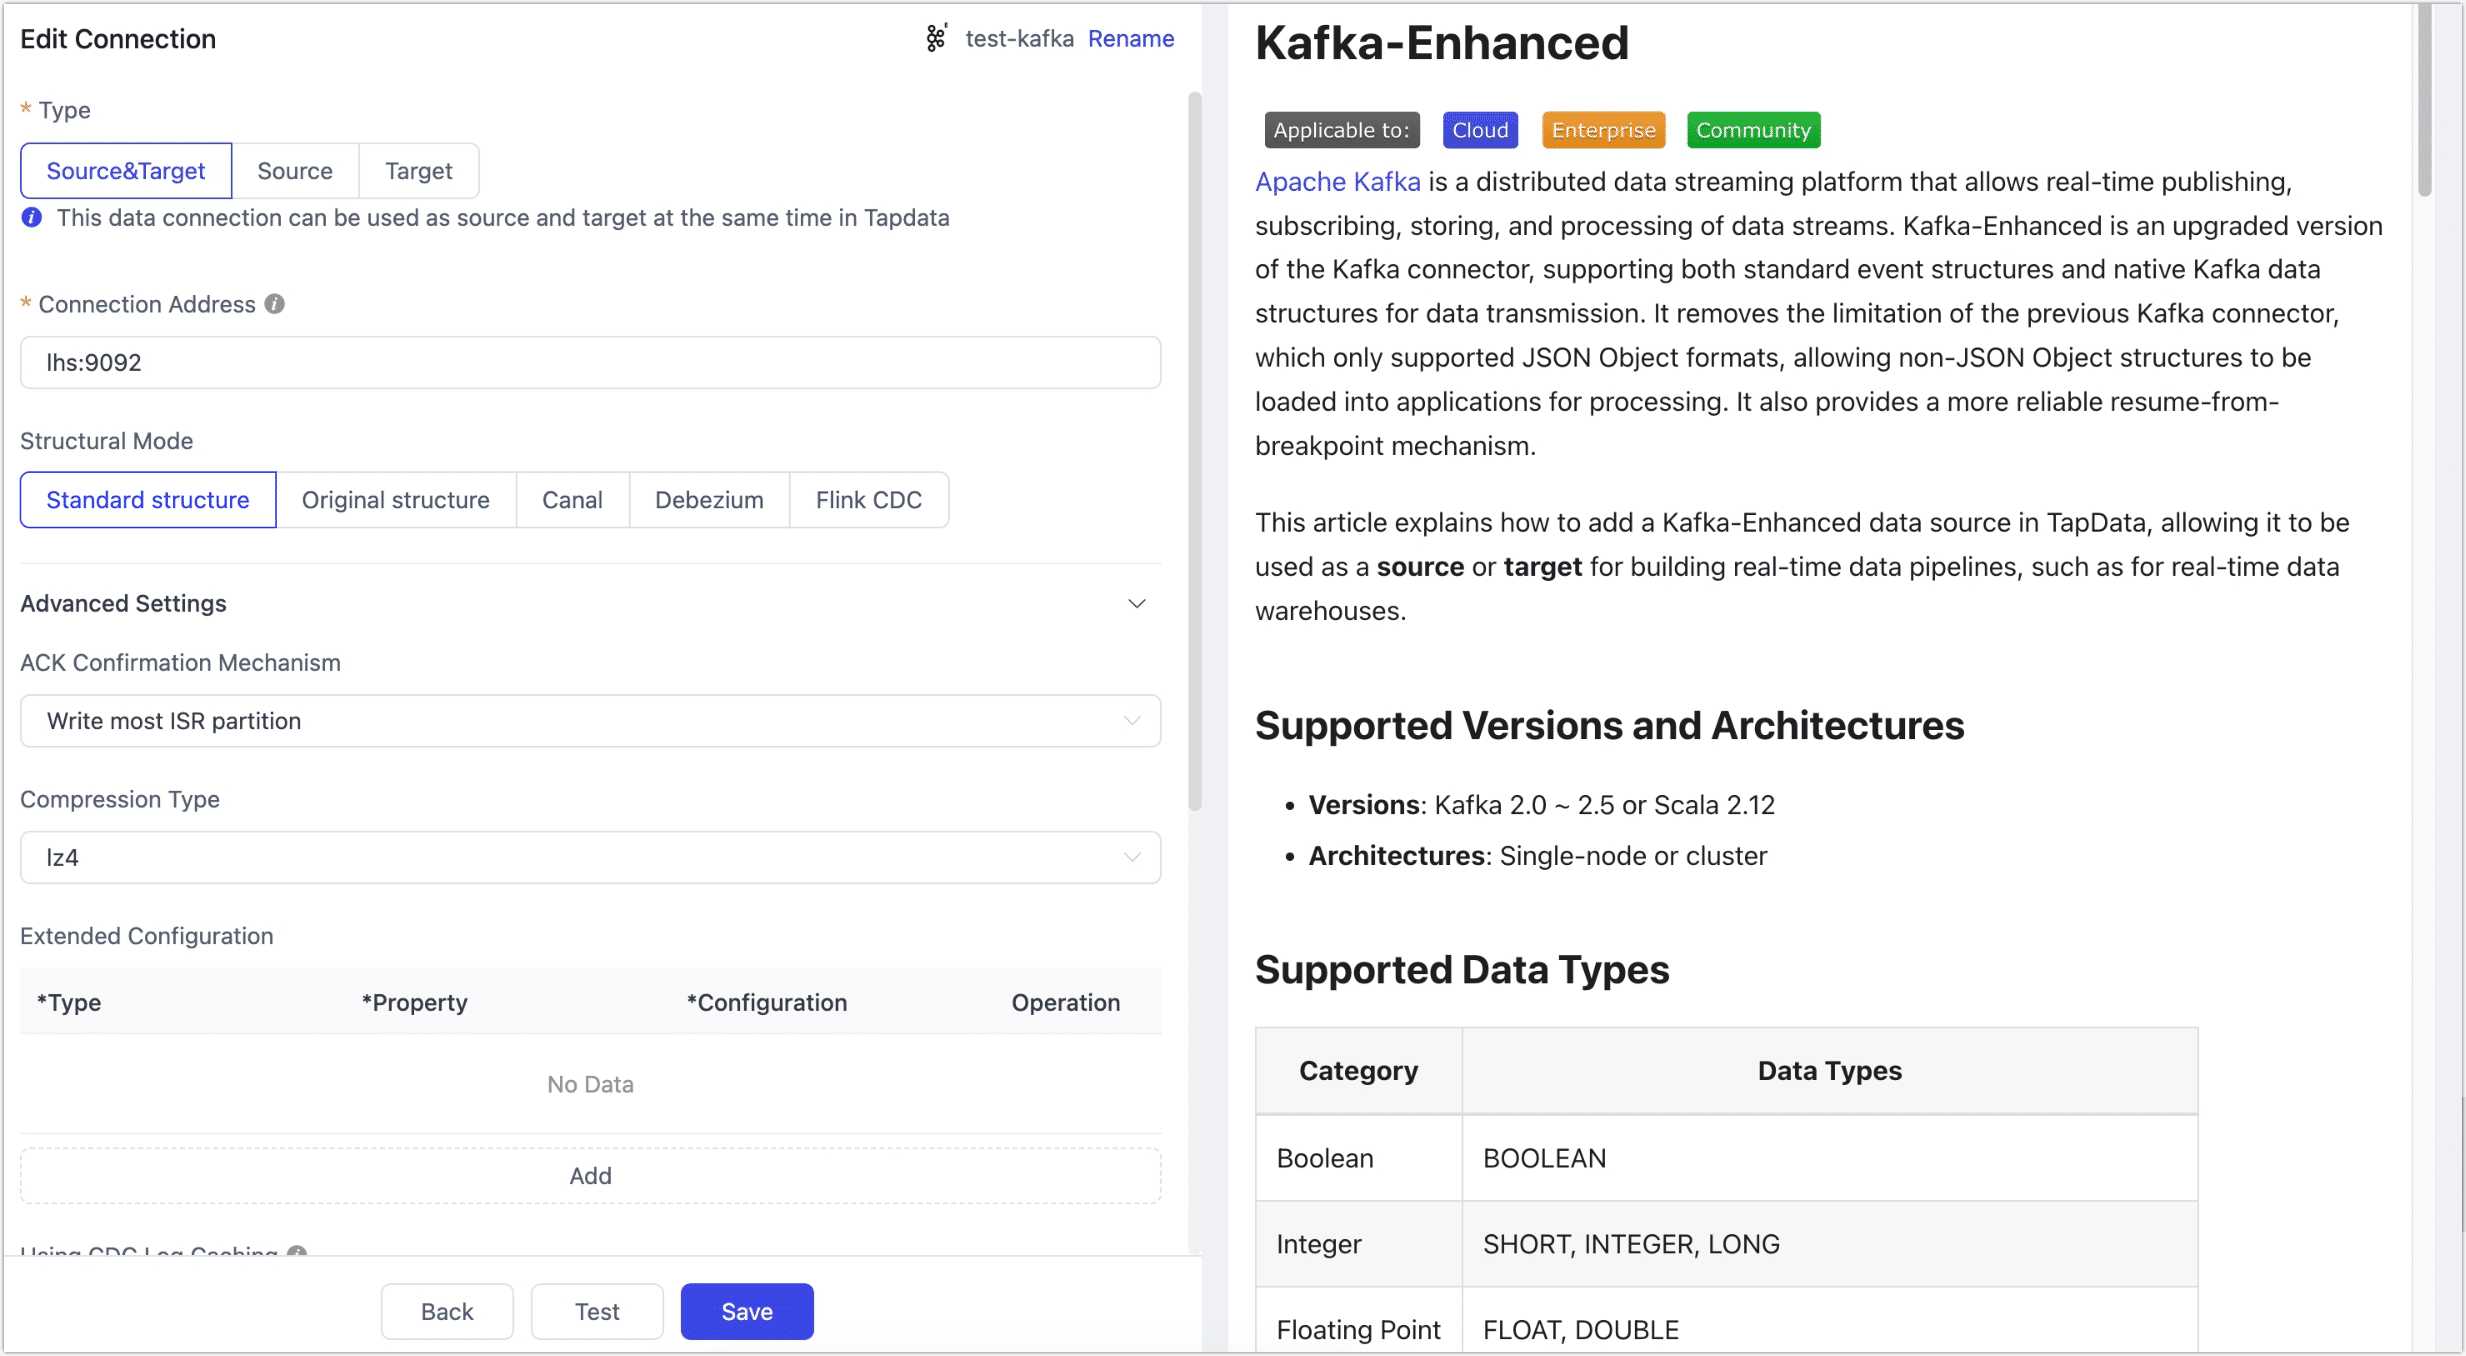 Edit Connection
test-kafka Rename
* Type
Source&Target Source Target
This data connection can be used as source and target at the same time in Tapdata
* Connection Address
lhs:9092
Structural Mode
Standard structure Original structure Canal Debezium Flink CDC
Advanced Settings
ACK Confirmation Mechanism
Write most ISR partition
Compression Type
lz4
Extended Configuration
*Type *Property *Configuration Operation
No Data
Add
Using CDC Log Caching
Back Test Save
Kafka-Enhanced
Applicable to: Cloud Enterprise Community
Apache Kafka is a distributed data streaming platform that allows real-time publishing,
subscribing, storing, and processing of data streams. Kafka-Enhanced is an upgraded version
of the Kafka connector, supporting both standard event structures and native Kafka data
structures for data transmission. It removes the limitation of the previous Kafka connector,
which only supported JSON Object formats, allowing non-JSON Object structures to be
loaded into applications for processing. It also provides a more reliable resume-from-
breakpoint mechanism.
This article explains how to add a Kafka-Enhanced data source in TapData, allowing it to be
used as a source or target for building real-time data pipelines, such as for real-time data
warehouses.
Supported Versions and Architectures
• Versions: Kafka 2.0 ~ 2.5 or Scala 2.12
• Architectures: Single-node or cluster
Supported Data Types
Category Data Types
Boolean BOOLEAN
Integer SHORT, INTEGER, LONG
Floating Point FLOAT, DOUBLE